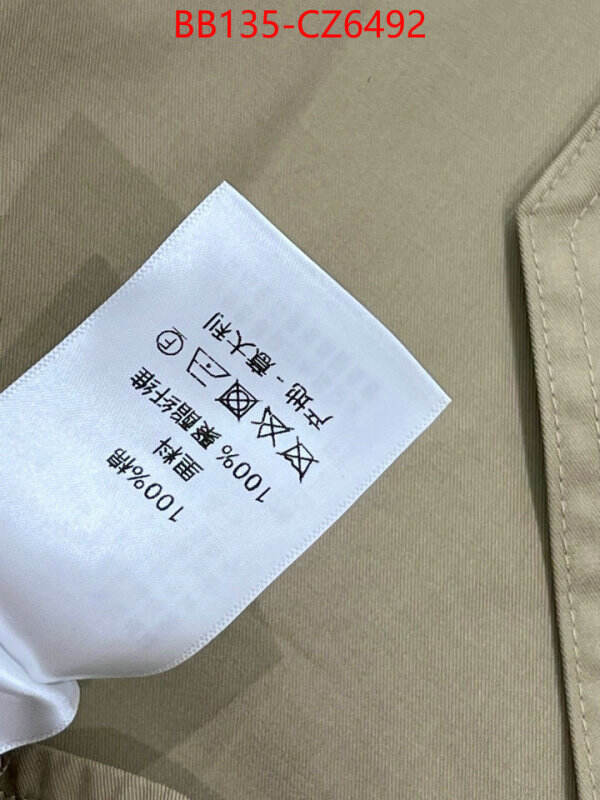 BB135-CZ6492
100%棉
里料
100% 聚酯纤维
F
产地 - 意大利